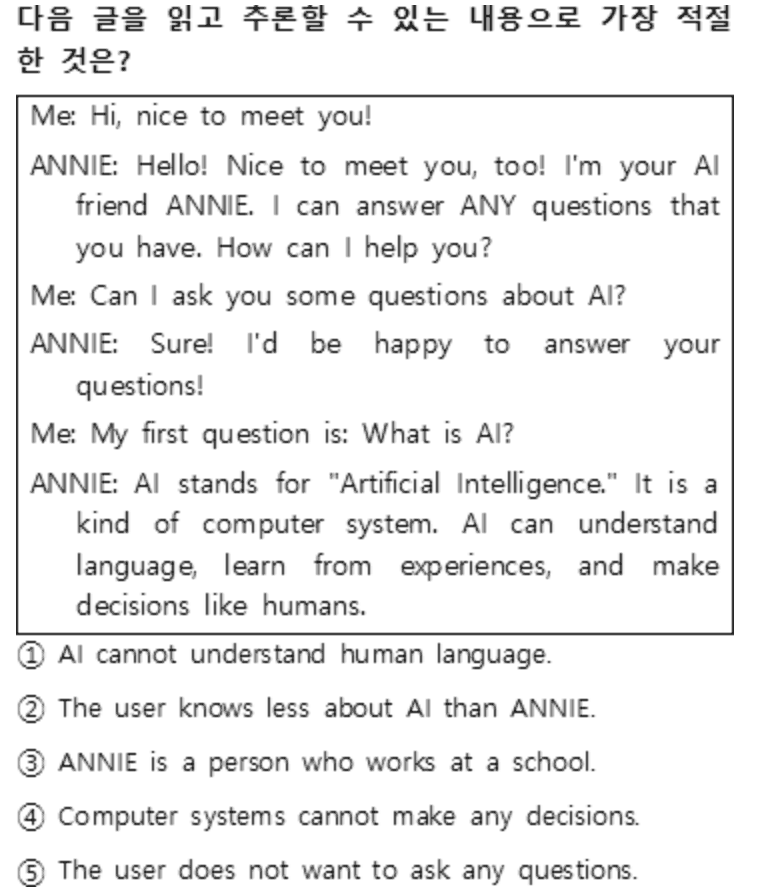 다음 글을 읽고 추론할 수 있는 내용으로 가장 적절
한 것은?
Me: Hi, nice to meet you!
ANNIE: Hello! Nice to meet you, too! I'm your AI
friend ANNIE. I can answer ANY questions that
you have. How can I help you?
Me: Can I ask you some questions about AI?
ANNIE: Sure! I'd be happy to answer your
questions!
Me: My first question is: What is AI?
ANNIE: AI stands for "Artificial Intelligence." It is a
kind of computer system. AI can understand
language, learn from experiences, and make
decisions like humans.
① AI cannot understand human language.
② The user knows less about AI than ANNIE.
③ ANNIE is a person who works at a school.
④ Computer systems cannot make any decisions.
⑤ The user does not want to ask any questions.